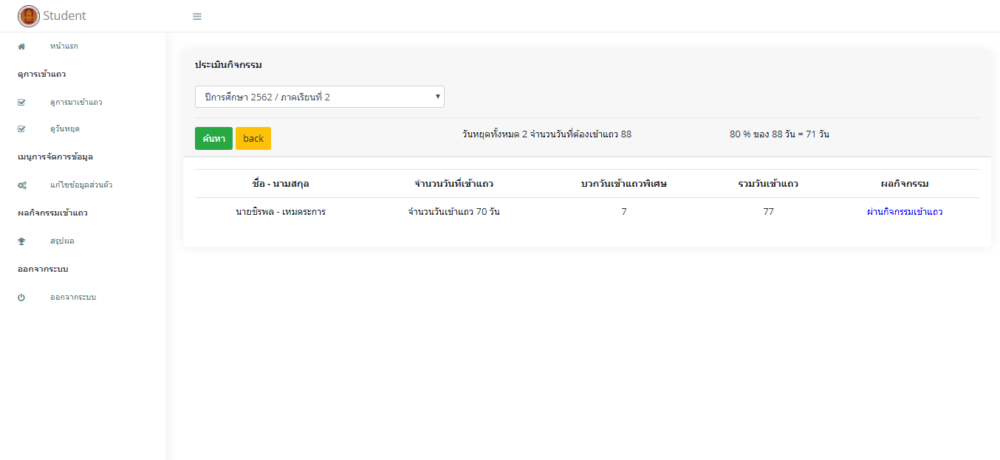 Student
หน้าแรก
ดูการเข้าแถว
ดูการมาเข้าแถว
ดูวันหยุด
เมนูการจัดการข้อมูล
แก้ไขข้อมูลส่วนตัว
ผลกิจกรรมเข้าแถว
สรุปผล
ออกจากระบบ
ออกจากระบบ
ประเมินกิจกรรม
ปีการศึกษา 2562 / ภาคเรียนที่ 2
ค้นหา back วันหยุดทั้งหมด 2 จำนวนวันที่ต้องเข้าแถว 88 80 % ของ 88 วัน = 71 วัน
ชื่อ - นามสกุล จำนวนวันที่เข้าแถว บวกวันเข้าแถวพิเศษ รวมวันเข้าแถว ผลกิจกรรม
นายชิรพล - เหมตระการ จำนวนวันเข้าแถว 70 วัน 7 77 ผ่านกิจกรรมเข้าแถว